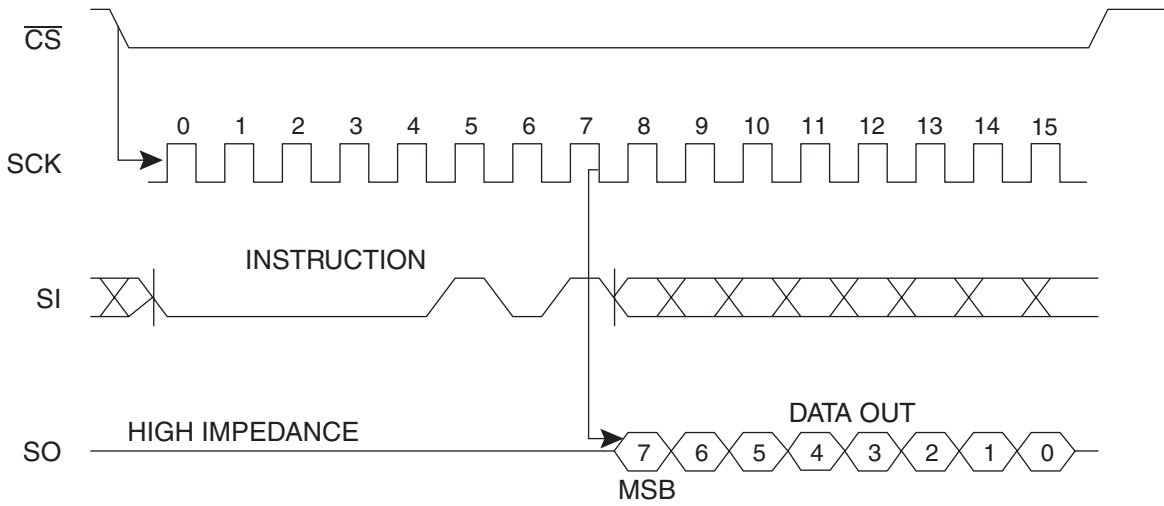 CS
0 1 2 3 4 5 6 7 8 9 10 11 12 13 14 15
SCK
INSTRUCTION
SI
DATA OUT
HIGH IMPEDANCE
SO
7 6 5 4 3 2 1 0
MSB